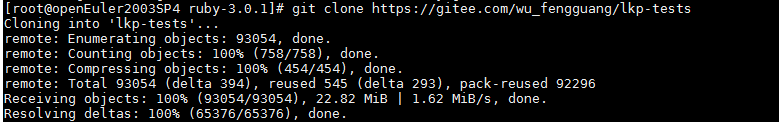 [root@openEuler2003SP4 ruby-3.0.1]# git clone https://gitee.com/wu_fengguang/lkp-tests
Cloning into 'lkp-tests'...
remote: Enumerating objects: 93054, done.
remote: Counting objects: 100% (758/758), done.
remote: Compressing objects: 100% (454/454), done.
remote: Total 93054 (delta 394), reused 545 (delta 293), pack-reused 92296
Receiving objects: 100% (93054/93054), 22.82 MiB | 1.62 MiB/s, done.
Resolving deltas: 100% (65376/65376), done.